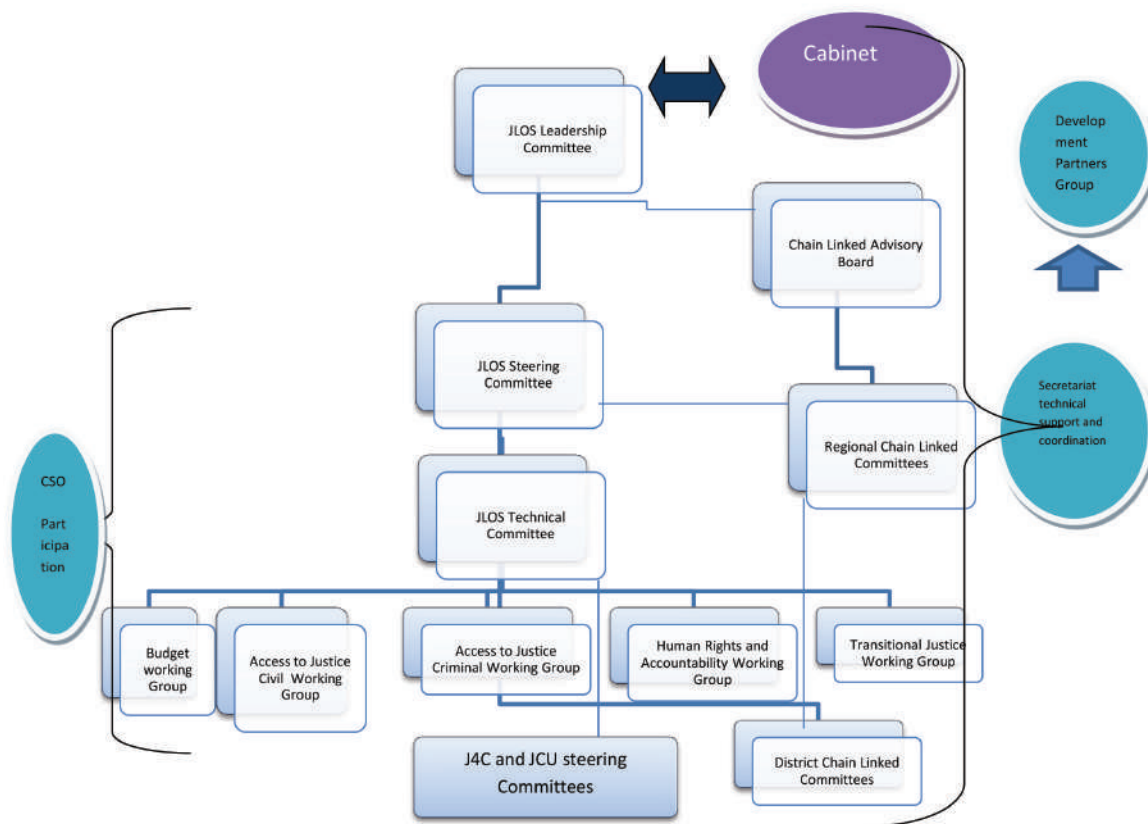 Cabinet
JLOS Leadership
Committee
Develop
ment
Partners
Group
Chain Linked Advisory
Board
JLOS Steering
Committee
Secretariat
technical
support and
coordination
Regional Chain Linked
Committees
CSO
Part
icipa
tion
JLOS Technical
Committee
Budget
working
Group
Access to Justice
Civil Working
Group
Access to Justice
Criminal Working Group
Human Rights and
Accountability Working
Group
Transitional Justice
Working Group
J4C and JCU steering
Committees
District Chain Linked
Committees